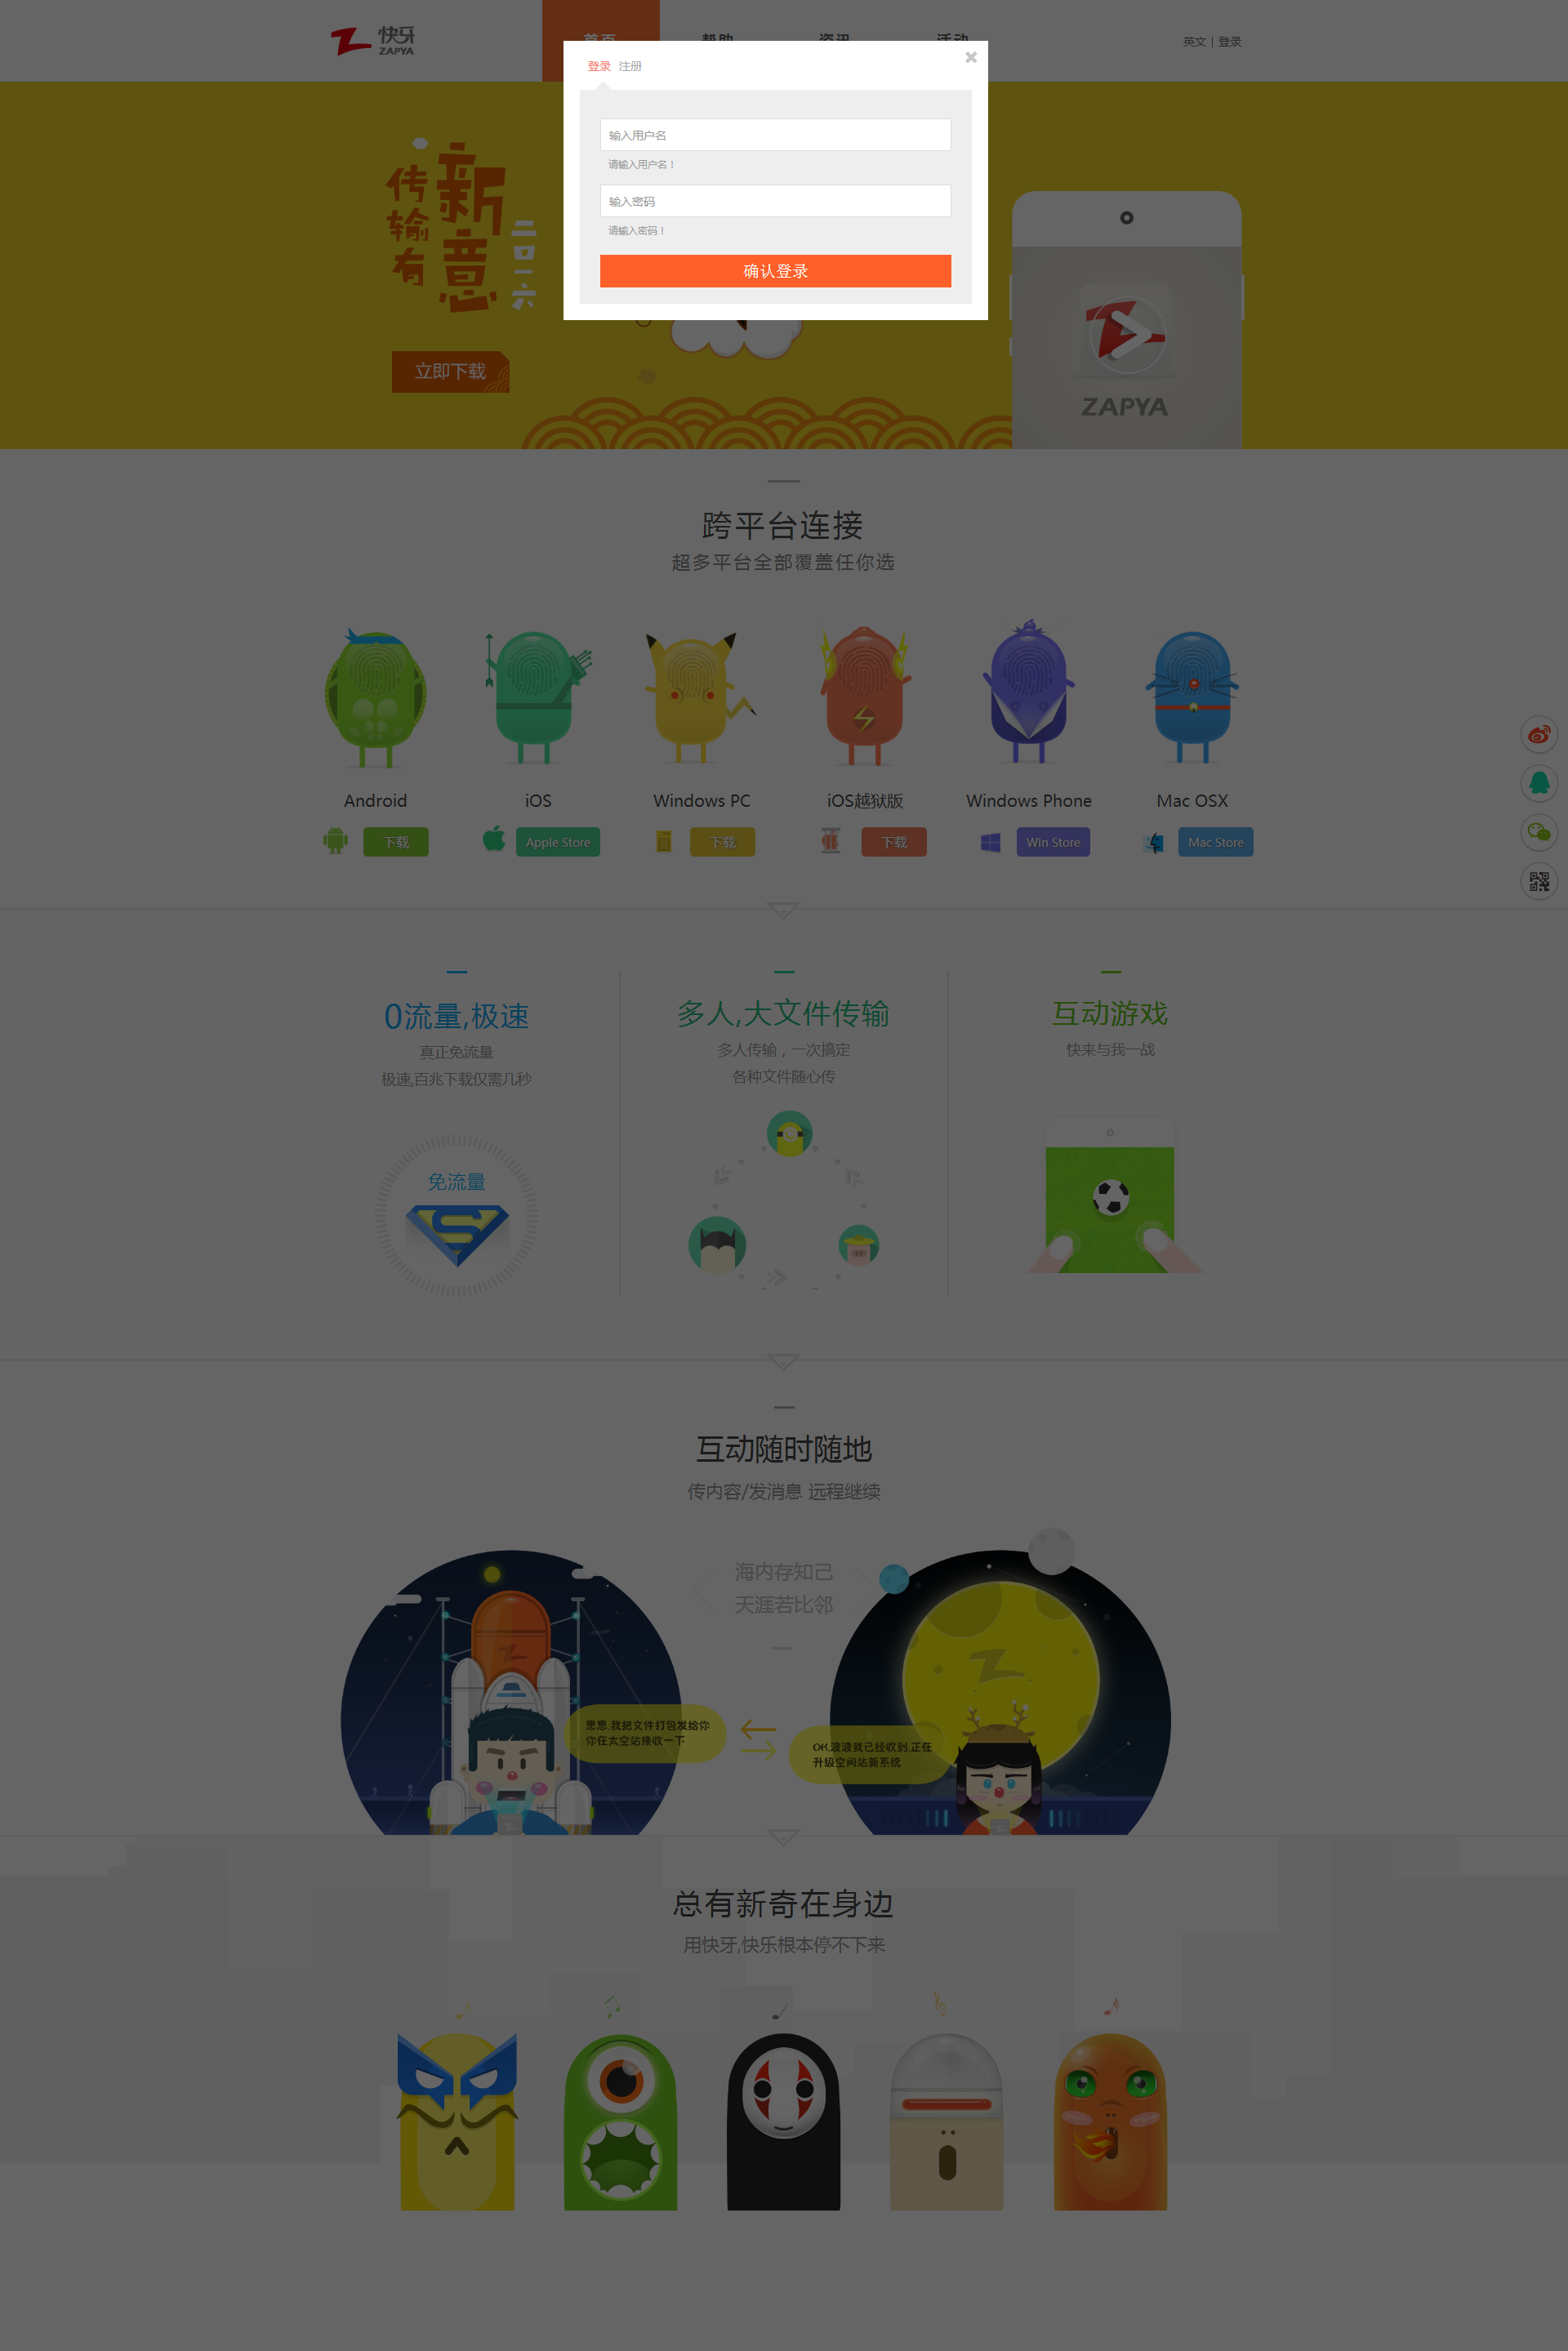 快牙
ZAPYA
首页
帮助
资讯
活动
英文 | 登录
登录 注册
输入用户名
请输入用户名！
输入密码
请输入密码！
确认登录
传输有
新意
二〇一六
立即下载
ZAPYA
跨平台连接
超多平台全部覆盖任你选
Android
iOS
Windows PC
iOS越狱版
Windows Phone
Mac OSX
下载
Apple Store
下载
下载
Win Store
Mac Store
0流量,极速
真正免流量
极速,百兆下载仅需几秒
免流量
多人,大文件传输
多人传输，一次搞定
各种文件随心传
互动游戏
快来与我一战
互动随时随地
传内容/发消息 远程继续
海内存知己
天涯若比邻
思思,我把文件打包发给你
你在太空站接收一下
OK,波波我已经收到,正在
升级空间站新系统
总有新奇在身边
用快牙,快乐根本停不下来